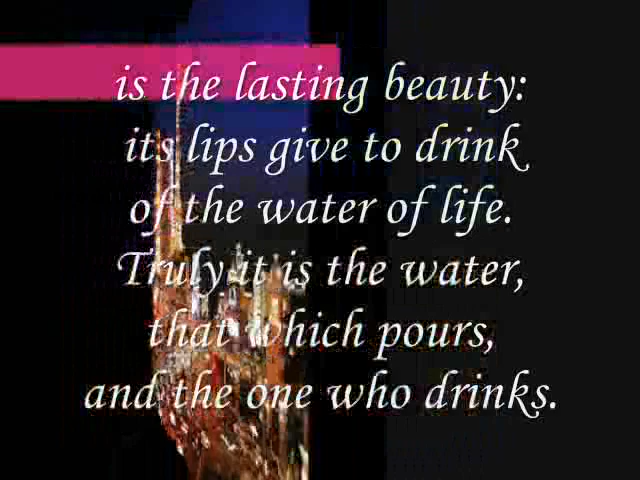 is the lasting beauty:
its lips give to drink
of the water of life.
Truly it is the water,
that which pours,
and the one who drinks.